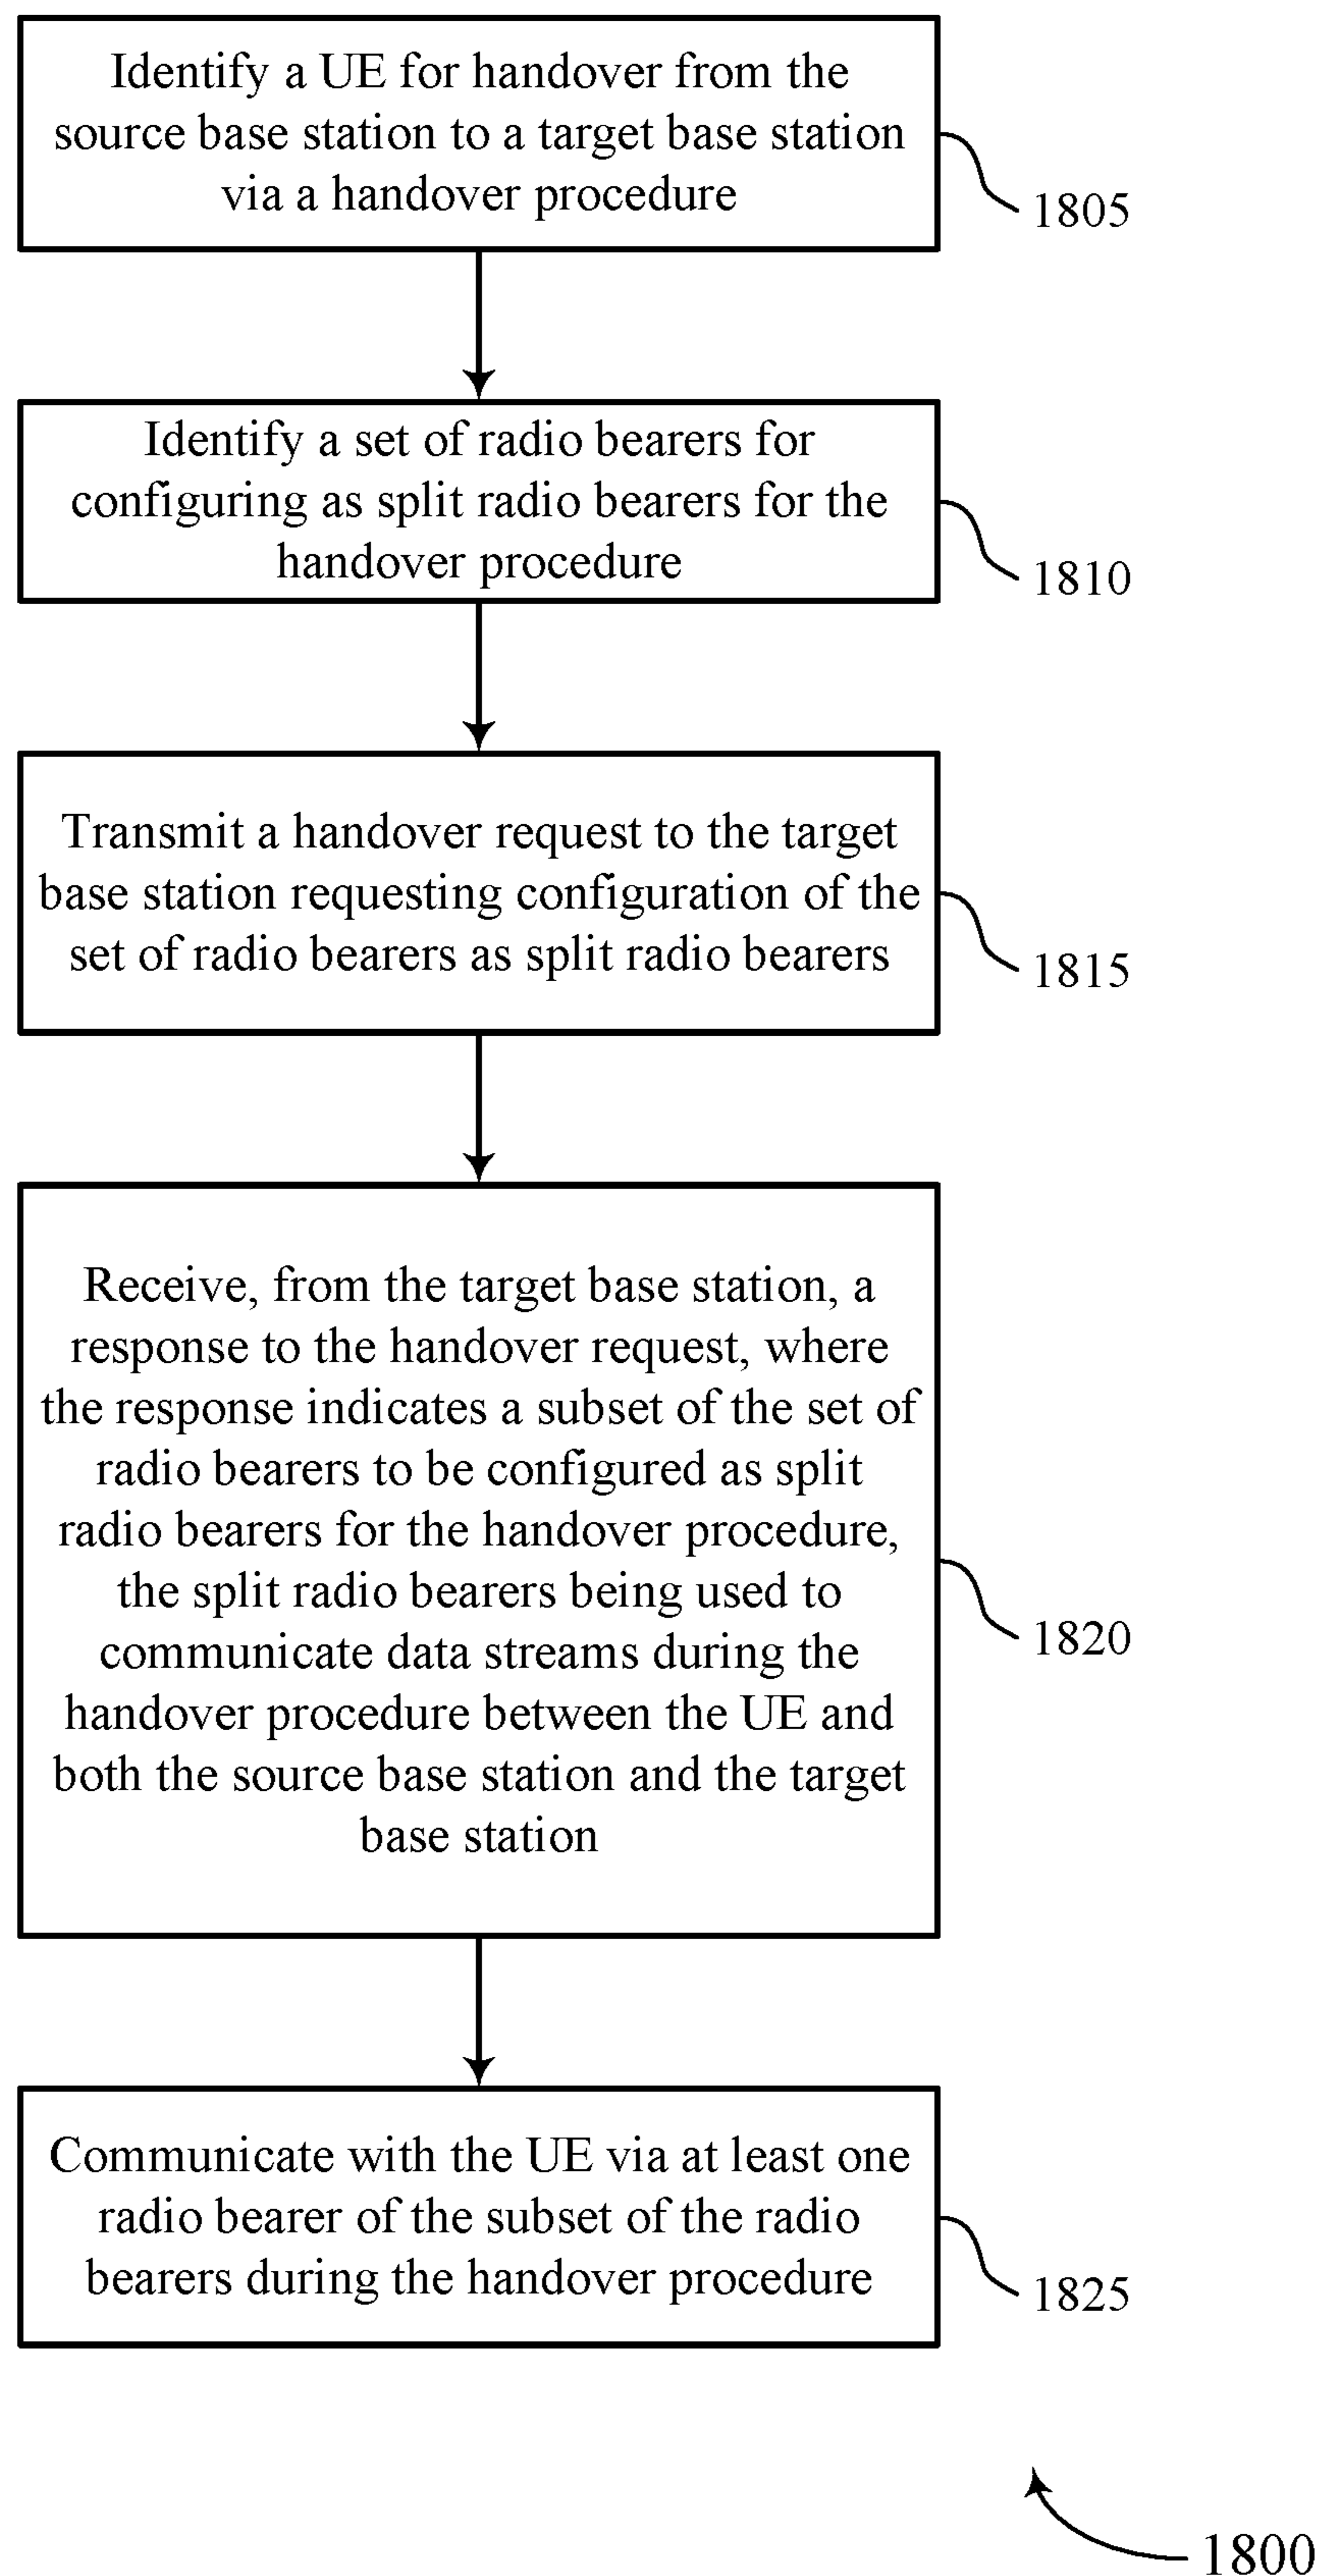 Identify a UE for handover from the
source base station to a target base station
via a handover procedure
1805
Identify a set of radio bearers for
configuring as split radio bearers for the
handover procedure
1810
Transmit a handover request to the target
base station requesting configuration of the
set of radio bearers as split radio bearers
1815
Receive, from the target base station, a
response to the handover request, where
the response indicates a subset of the set of
radio bearers to be configured as split
radio bearers for the handover procedure,
the split radio bearers being used to
communicate data streams during the
handover procedure between the UE and
both the source base station and the target
base station
1820
Communicate with the UE via at least one
radio bearer of the subset of the radio
bearers during the handover procedure
1825
1800